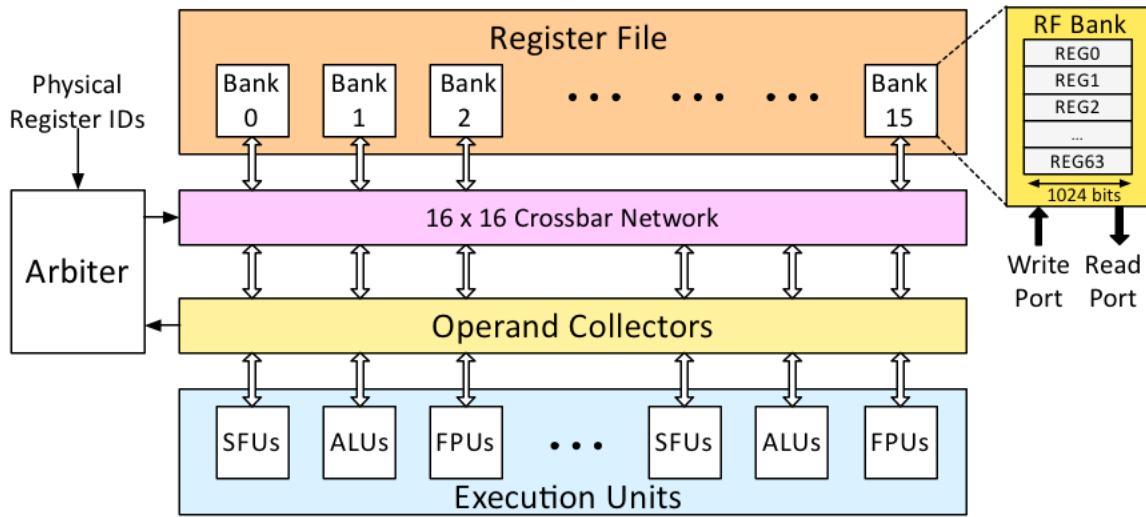 Register File
Bank
0
Bank
1
Bank
2
Bank
15
RF Bank
REG0
REG1
REG2
...
REG63
1024 bits
Write
Port
Read
Port
Physical
Register IDs
Arbiter
16 x 16 Crossbar Network
Operand Collectors
SFUs
ALUs
FPUs
SFUs
ALUs
FPUs
Execution Units